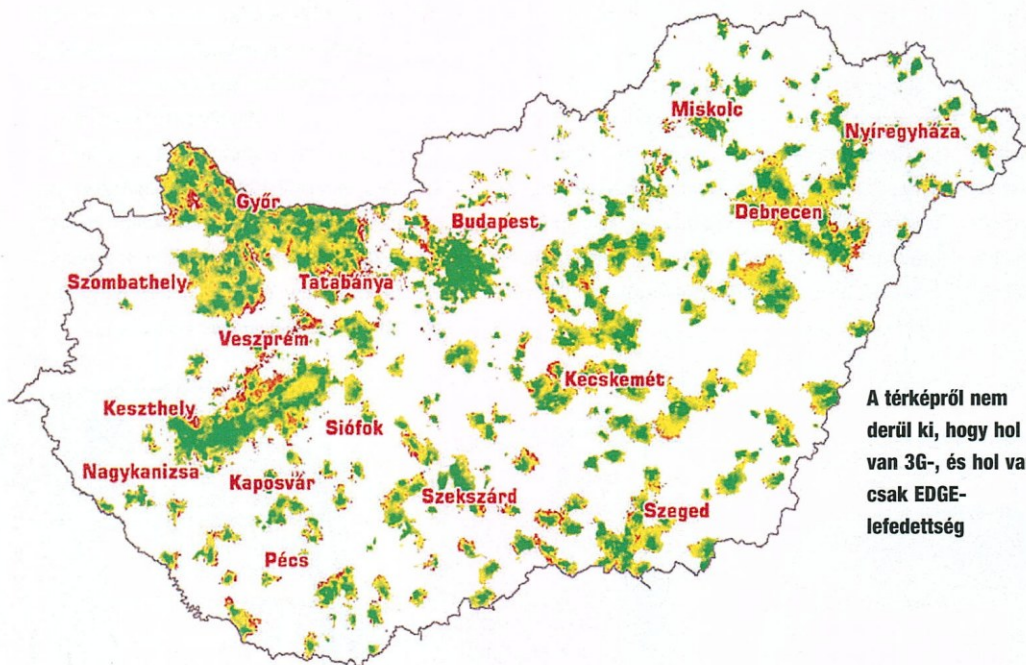 Miskolc
Nyíregyháza
Győr
Budapest
Debrecen
Szombathely
Tatabánya
Veszprém
Kecskemét
Keszthely
Siófok
Nagykanizsa
Kaposvár
Szekszárd
Szeged
Pécs
A térképről nem
derül ki, hogy hol
van 3G-, és hol va
csak EDGE-
lefedettség